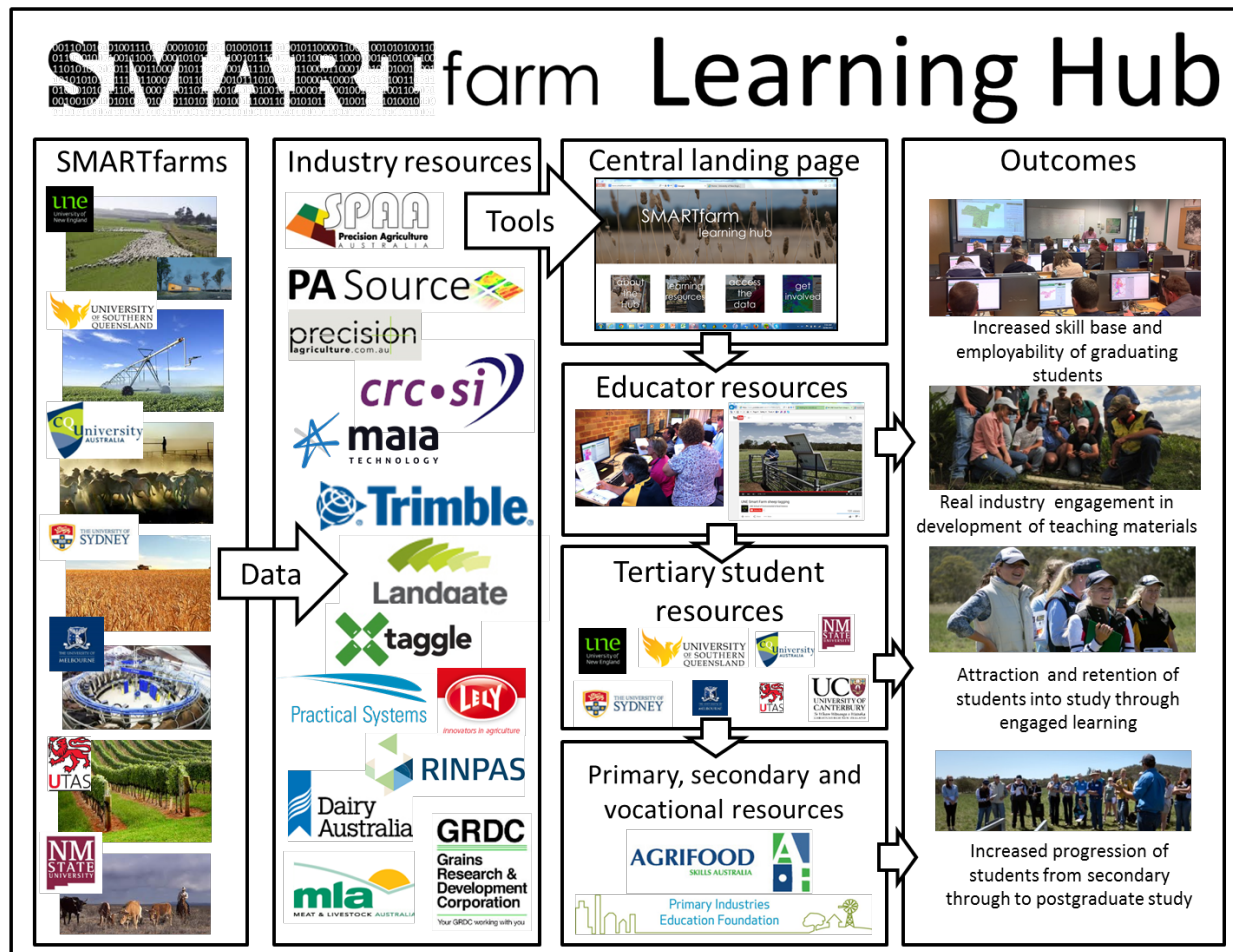 SMARTfarm Learning Hub
SMARTfarms
une
University of
New England
UNIVERSITY
OF SOUTHERN
QUEENSLAND
CQUniversity
AUSTRALIA
THE UNIVERSITY OF
SYDNEY
THE UNIVERSITY OF
MELBOURNE
UTAS
NM
STATE
UNIVERSITY
Data
Industry resources
SPAA
Precision Agriculture
AUSTRALIA
PA Source
precision
agriculture.com.au
crc•si
maia
TECHNOLOGY
Trimble
Landgate
taggle
Practical Systems
LELY
innovators in agriculture
RINPAS
Dairy
Australia
GRDC
Grains
Research &
Development
Corporation
Your GRDC working with you
mla
MEAT & LIVESTOCK AUSTRALIA
Tools
Central landing page
SMARTfarm
learning hub
about
the
hub
learning
resources
access
the
data
get
involved
Educator resources
Tertiary student
resources
une
University of
New England
UNIVERSITY
OF SOUTHERN
QUEENSLAND
CQUniversity
AUSTRALIA
NM
STATE
UNIVERSITY
THE UNIVERSITY OF
SYDNEY
UTAS
UC
UNIVERSITY OF
CANTERBURY
Primary, secondary and
vocational resources
AGRIFOOD
SKILLS AUSTRALIA
Primary Industries
Education Foundation
Outcomes
Increased skill base and
employability of graduating
students
Real industry engagement in
development of teaching materials
Attraction and retention of
students into study through
engaged learning
Increased progression of
students from secondary
through to postgraduate study